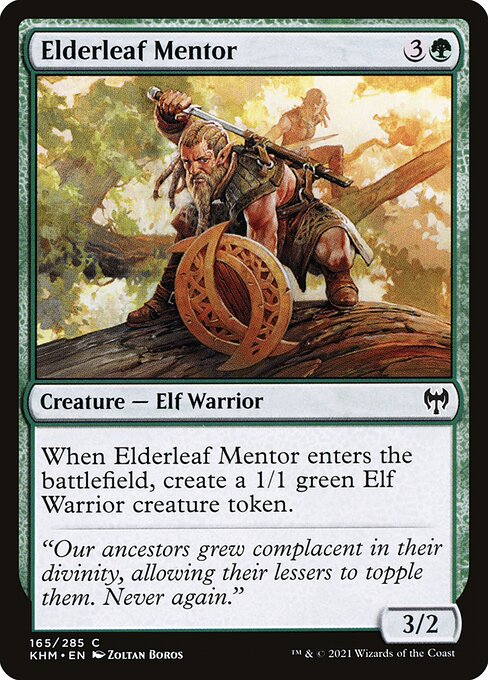 Elderleaf Mentor 3
Creature — Elf Warrior
When Elderleaf Mentor enters the
battlefield, create a 1/1 green Elf
Warrior creature token.
“Our ancestors grew complacent in their
divinity, allowing their lessers to topple
them. Never again.”
3/2
165/285 C
KHM • EN Zoltan Boros
™ & © 2021 Wizards of the Coast